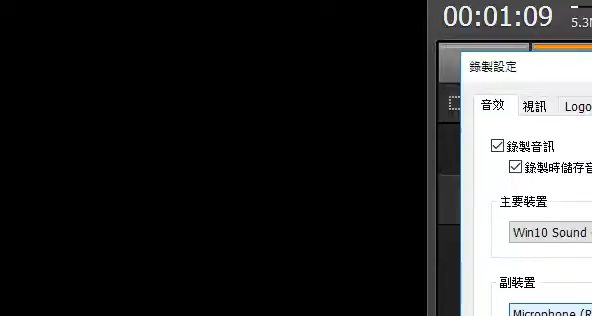 00:01:09
5.3M
錄製設定
音效 視訊 Logo
錄製音訊
錄製時儲存音
主要裝置
Win10 Sound
副裝置
Microphone (R